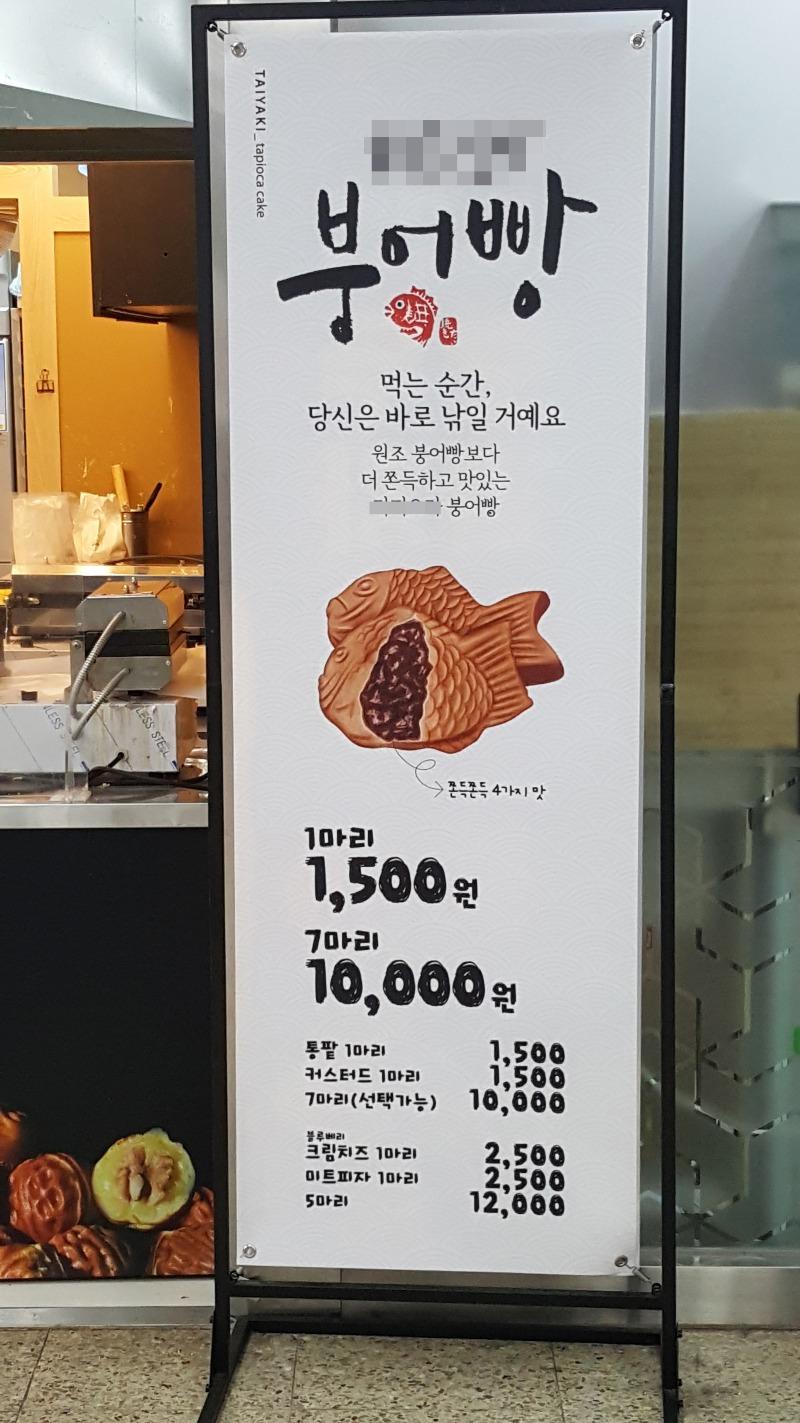 TAIYAKI_ tapioca cake
붕어빵
먹는 순간,
당신은 바로 낚일 거예요
원조 붕어빵보다
더 쫀득하고 맛있는
붕어빵
쫀득쫀득 4가지 맛
1마리
1,500원
7마리
10,000원
통팥 1마리 1,500
커스터드 1마리 1,500
7마리(선택가능) 10,000
블루베리
크림치즈 1마리 2,500
미트피자 1마리 2,500
5마리 12,000